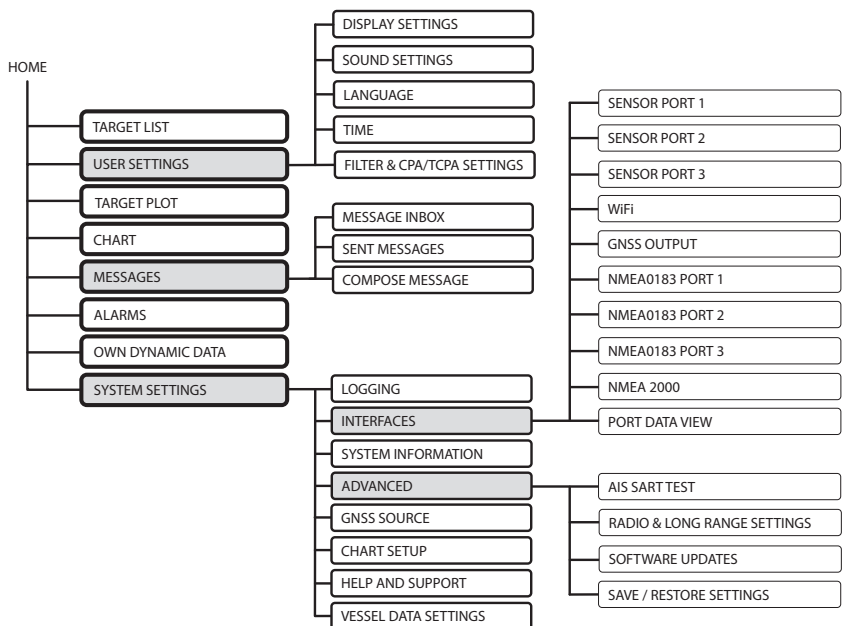 HOME
TARGET LIST
USER SETTINGS
TARGET PLOT
CHART
MESSAGES
ALARMS
OWN DYNAMIC DATA
SYSTEM SETTINGS
DISPLAY SETTINGS
SOUND SETTINGS
LANGUAGE
TIME
FILTER & CPA/TCPA SETTINGS
MESSAGE INBOX
SENT MESSAGES
COMPOSE MESSAGE
LOGGING
INTERFACES
SYSTEM INFORMATION
ADVANCED
GNSS SOURCE
CHART SETUP
HELP AND SUPPORT
VESSEL DATA SETTINGS
SENSOR PORT 1
SENSOR PORT 2
SENSOR PORT 3
WiFi
GNSS OUTPUT
NMEA0183 PORT 1
NMEA0183 PORT 2
NMEA0183 PORT 3
NMEA 2000
PORT DATA VIEW
AIS SART TEST
RADIO & LONG RANGE SETTINGS
SOFTWARE UPDATES
SAVE / RESTORE SETTINGS